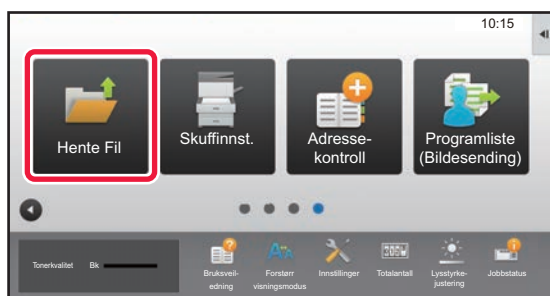 10:15
Hente Fil
Skuffinnst.
Adresse-
kontroll
Programliste
(Bildesending)
Tonerkvalitet Bk
Bruksveil-
edning
Forstørr
visningsmodus
Innstillinger
Totalantall
Lysstyrke-
justering
Jobbstatus